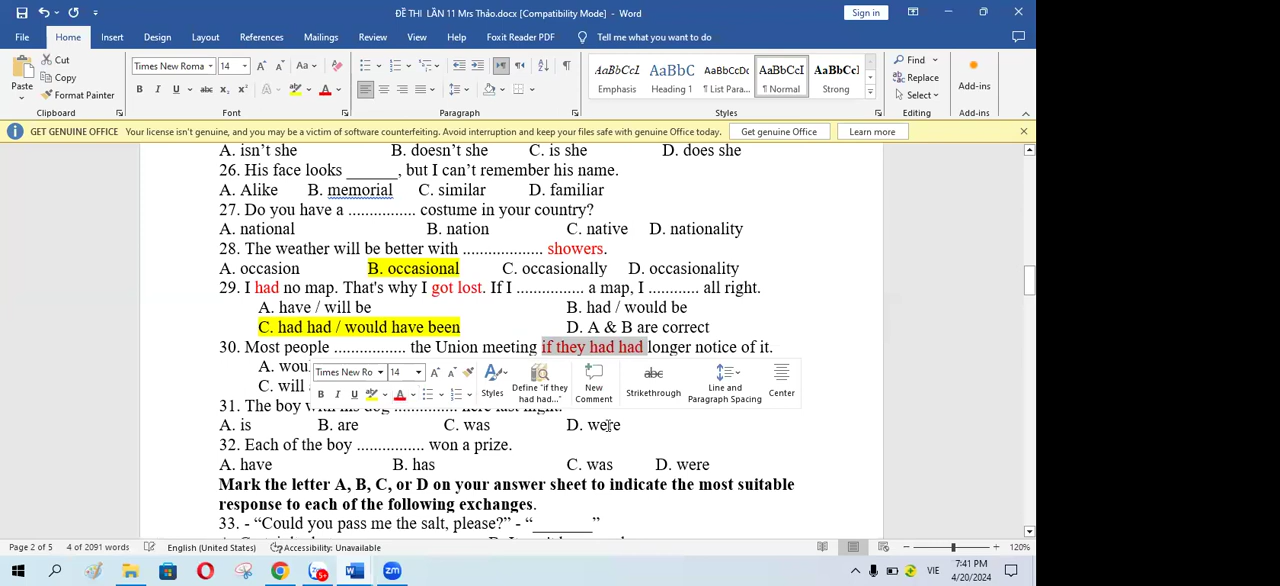 ĐỀ THI LẦN 11 Mrs Thảo.docx [Compatibility Mode] - Word
Sign in
File Home Insert Design Layout References Mailings Review View Help Foxit Reader PDF Tell me what you want to do
Paste
Cut
Copy
Format Painter
Clipboard
Times New Roma 14
Font
Paragraph
AaBbCcI Emphasis
AaBbC Heading 1
AaBbCcDc ¶ List Para...
AaBbCcI ¶ Normal
AaBbCcI Strong
Styles
Find
Replace
Select
Editing
Add-ins
Add-ins
GET GENUINE OFFICE Your license isn't genuine, and you may be a victim of software counterfeiting. Avoid interruption and keep your files safe with genuine Office today. Get genuine Office Learn more
A. isn’t she B. doesn’t she C. is she D. does she
26. His face looks ______, but I can’t remember his name.
A. Alike B. memorial C. similar D. familiar
27. Do you have a ................ costume in your country?
A. national B. nation C. native D. nationality
28. The weather will be better with ................... showers.
A. occasion B. occasional C. occasionally D. occasionality
29. I had no map. That's why I got lost. If I ................ a map, I ............ all right.
A. have / will be B. had / would be
C. had had / would have been D. A & B are correct
30. Most people ................. the Union meeting if they had had longer notice of it.
A. wou
C. will
Times New Ro 14
Styles
Define "if they had had..."
New Comment
Strikethrough
Line and Paragraph Spacing
Center
31. The boy with his dog .............. here last night.
A. is B. are C. was D. were
32. Each of the boy ................ won a prize.
A. have B. has C. was D. were
Mark the letter A, B, C, or D on your answer sheet to indicate the most suitable
response to each of the following exchanges.
33. - “Could you pass me the salt, please?” - “_______”
Page 2 of 5 4 of 2091 words English (United States) Accessibility: Unavailable 120%
VIE
7:41 PM
4/20/2024